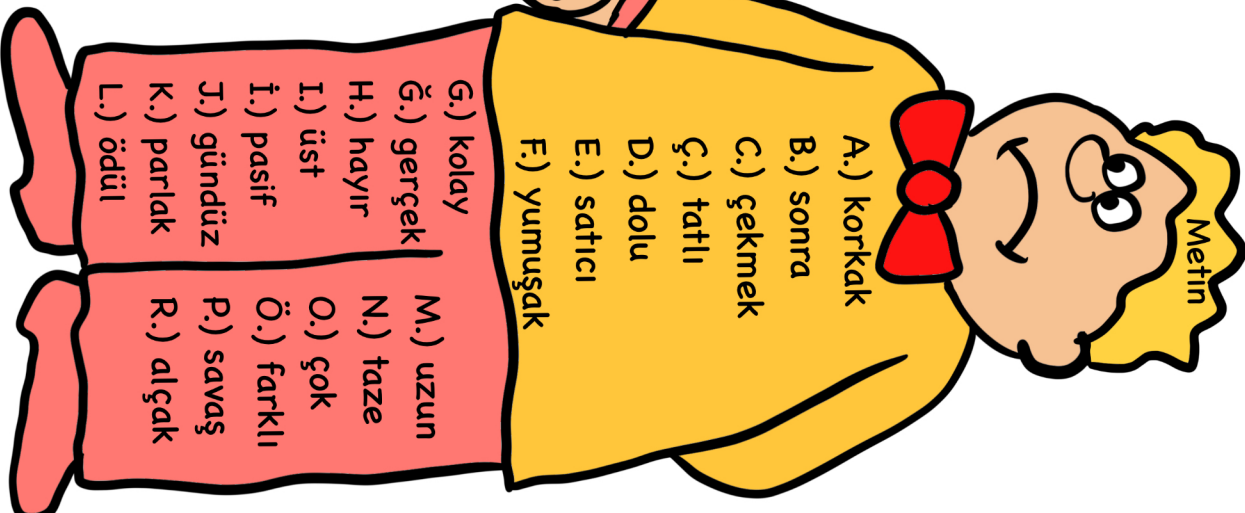 Metin
A.) korkak
B.) sonra
C.) çekmek
Ç.) tatlı
D.) dolu
E.) satıcı
F.) yumuşak
G.) kolay
Ğ.) gerçek
H.) hayır
I.) üst
İ.) pasif
J.) gündüz
K.) parlak
L.) ödül
M.) uzun
N.) taze
O.) çok
Ö.) farklı
P.) savaş
R.) alçak